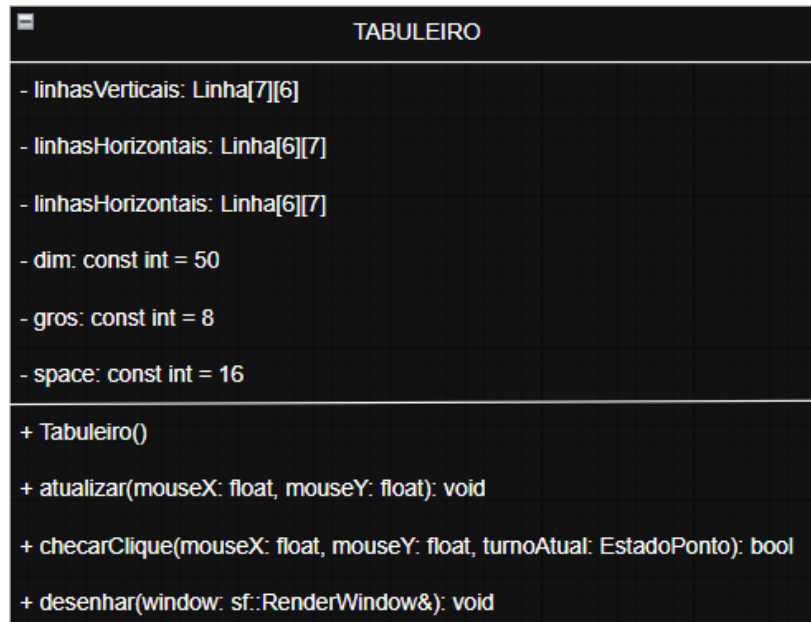 TABULEIRO
- linhasVerticais: Linha[7][6]
- linhasHorizontais: Linha[6][7]
- linhasHorizontais: Linha[6][7]
- dim: const int = 50
- gros: const int = 8
- space: const int = 16
+ Tabuleiro()
+ atualizar(mouseX: float, mouseY: float): void
+ checarClique(mouseX: float, mouseY: float, turnoAtual: EstadoPonto): bool
+ desenhar(window: sf::RenderWindow&): void